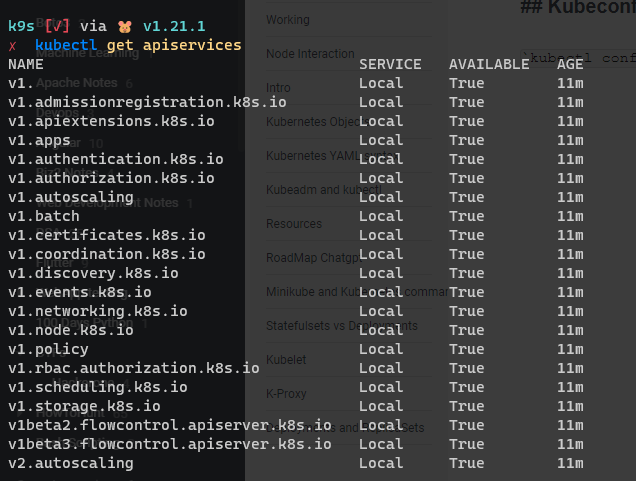 k9s [√] via 🐹 v1.21.1
✗ kubectl get apiservices
NAME SERVICE AVAILABLE AGE
v1. Local True 11m
v1.admissionregistration.k8s.io Local True 11m
v1.apiextensions.k8s.io Local True 11m
v1.apps Local True 11m
v1.authentication.k8s.io Local True 11m
v1.authorization.k8s.io Local True 11m
v1.autoscaling Local True 11m
v1.batch Local True 11m
v1.certificates.k8s.io Local True 11m
v1.coordination.k8s.io Local True 11m
v1.discovery.k8s.io Local True 11m
v1.events.k8s.io Local True 11m
v1.networking.k8s.io Local True 11m
v1.node.k8s.io Local True 11m
v1.policy Local True 11m
v1.rbac.authorization.k8s.io Local True 11m
v1.scheduling.k8s.io Local True 11m
v1.storage.k8s.io Local True 11m
v1beta2.flowcontrol.apiserver.k8s.io Local True 11m
v1beta3.flowcontrol.apiserver.k8s.io Local True 11m
v2.autoscaling Local True 11m
Machine Learning
Apache Notes 6
Devops
10
Web Development Notes 1
100 Days Python 1
Working
Node Interaction
Intro
Kubernetes Objects
Kubernetes YAML
Kubeadm and kubectl
Resources
RoadMap Chatgpt
Minikube and
Statefulsets vs Deployments
Kubelet
K-Proxy
## Kubeconf
`kubectl conf